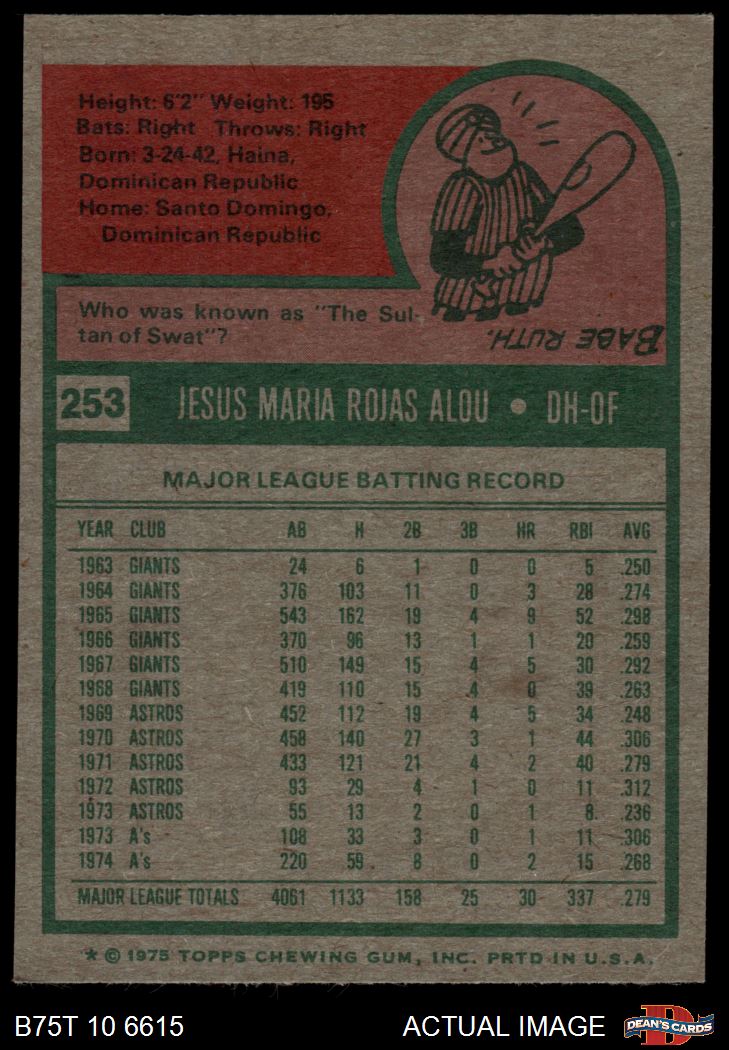 Height: 6'2" Weight: 195
Bats: Right Throws: Right
Born: 3-24-42, Haina,
Dominican Republic
Home: Santo Domingo,
Dominican Republic
Who was known as "The Sul-
tan of Swat"?
BABE RUTH.
253 JESUS MARIA ROJAS ALOU • DH-OF
MAJOR LEAGUE BATTING RECORD
YEAR CLUB AB H 2B 3B HR RBI AVG
1963 GIANTS 24 6 1 0 0 5 .250
1964 GIANTS 376 103 11 0 3 28 .274
1965 GIANTS 543 162 19 4 9 52 .298
1966 GIANTS 370 96 13 1 1 20 .259
1967 GIANTS 510 149 15 4 5 30 .292
1968 GIANTS 419 110 15 4 0 39 .263
1969 ASTROS 452 112 19 4 5 34 .248
1970 ASTROS 458 140 27 3 1 44 .306
1971 ASTROS 433 121 21 4 2 40 .279
1972 ASTROS 93 29 4 1 0 11 .312
1973 ASTROS 55 13 2 0 1 8 .236
1973 A's 108 33 3 0 1 11 .306
1974 A's 220 59 8 0 2 15 .268
MAJOR LEAGUE TOTALS 4061 1133 158 25 30 337 .279
* © 1975 TOPPS CHEWING GUM, INC. PRTD IN U.S.A.
B75T 10 6615 ACTUAL IMAGE
D
DEAN'S CARDS